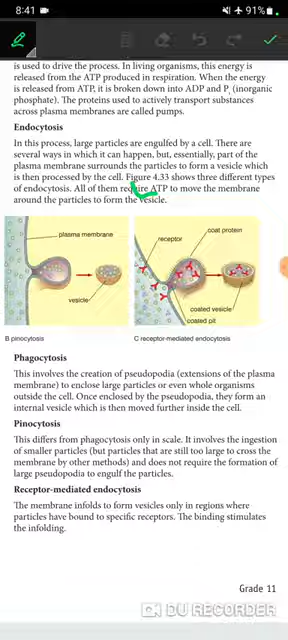 8:41
91%
is used to drive the process. In living organisms, this energy is
released from the ATP produced in respiration. When the energy
is released from ATP, it is broken down into ADP and Pi (inorganic
phosphate). The proteins used to actively transport substances
across plasma membranes are called pumps.
Endocytosis
In this process, large particles are engulfed by a cell. There are
several ways in which it can happen, but, essentially, part of the
plasma membrane surrounds the particles to form a vesicle which
is then processed by the cell. Figure 4.33 shows three different types
of endocytosis. All of them require ATP to move the membrane
around the particles to form the vesicle.
plasma membrane
vesicle
receptor
coat protein
coated vesicle
coated pit
B pinocytosis
C receptor-mediated endocytosis
Phagocytosis
This involves the creation of pseudopodia (extensions of the plasma
membrane) to enclose large particles or even whole organisms
outside the cell. Once enclosed by the pseudopodia, they form an
internal vesicle which is then moved further inside the cell.
Pinocytosis
This differs from phagocytosis only in scale. It involves the ingestion
of smaller particles (but particles that are still too large to cross the
membrane by other methods) and does not require the formation of
large pseudopodia to engulf the particles.
Receptor-mediated endocytosis
The membrane infolds to form vesicles only in regions where
particles have bound to specific receptors. The binding stimulates
the infolding.
Grade 11
DU RECORDER